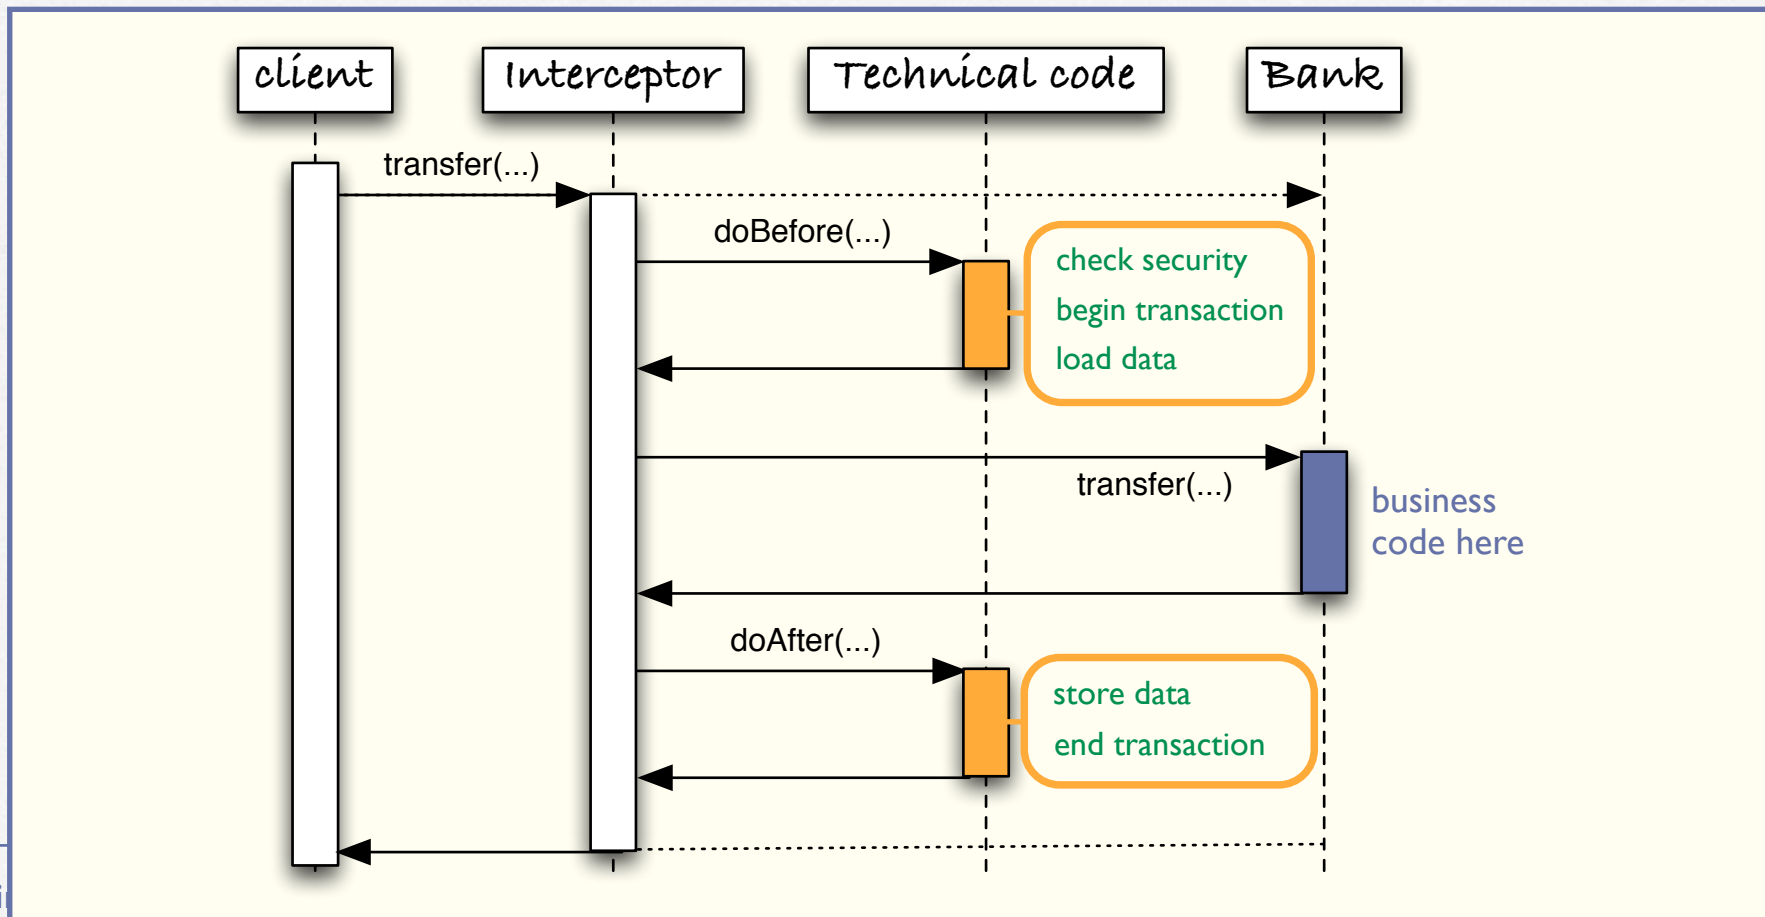 client
Interceptor
Technical code
Bank
transfer(...)
doBefore(...)
check security
begin transaction
load data
transfer(...)
business
code here
doAfter(...)
store data
end transaction